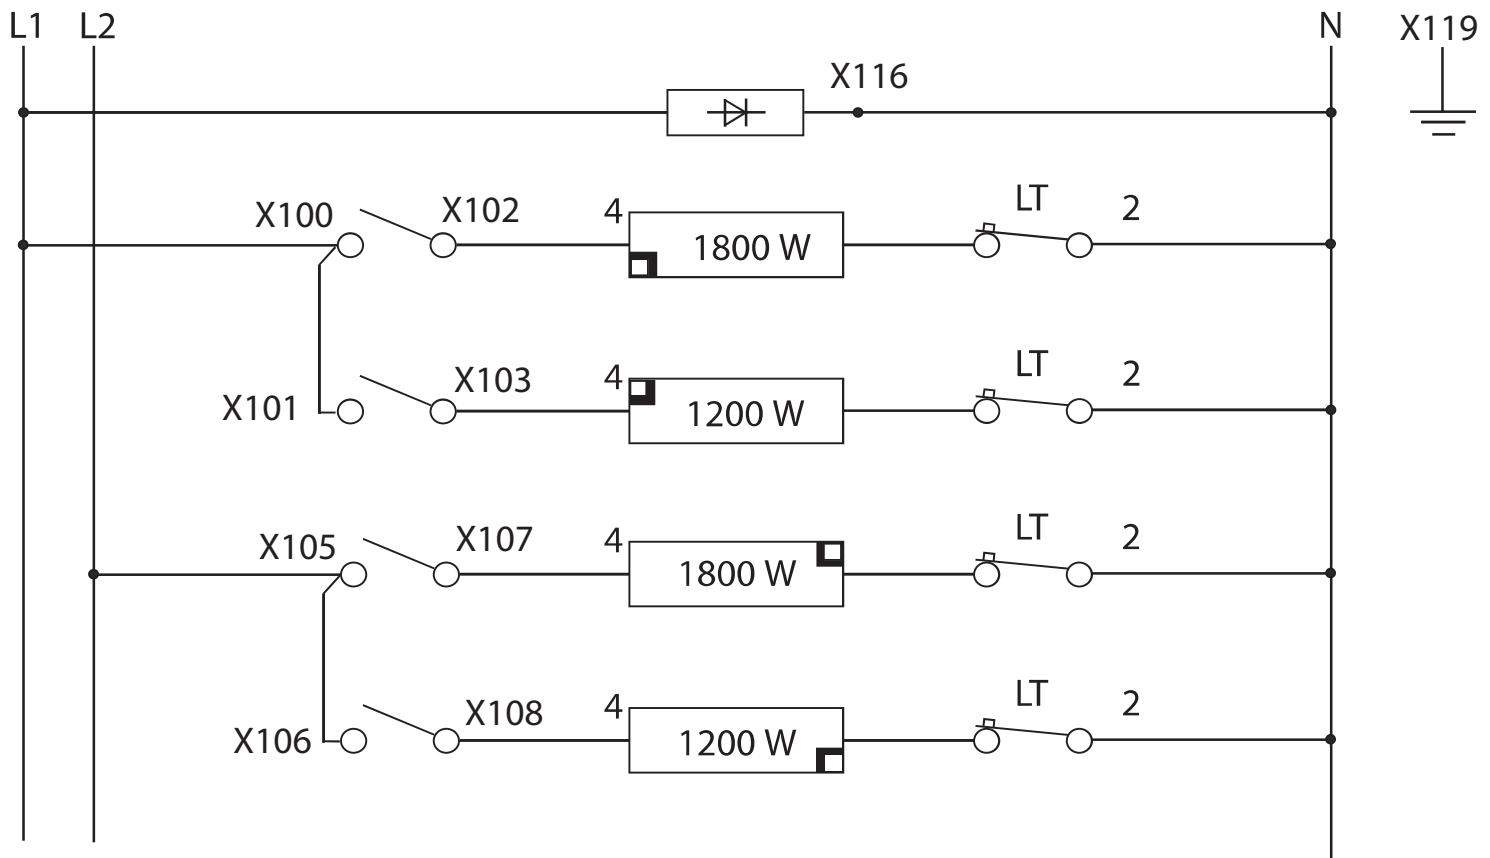 L1 L2 N X119
X116
X100 X102 4 1800 W LT 2
X101 X103 4 1200 W LT 2
X105 X107 4 1800 W LT 2
X106 X108 4 1200 W LT 2